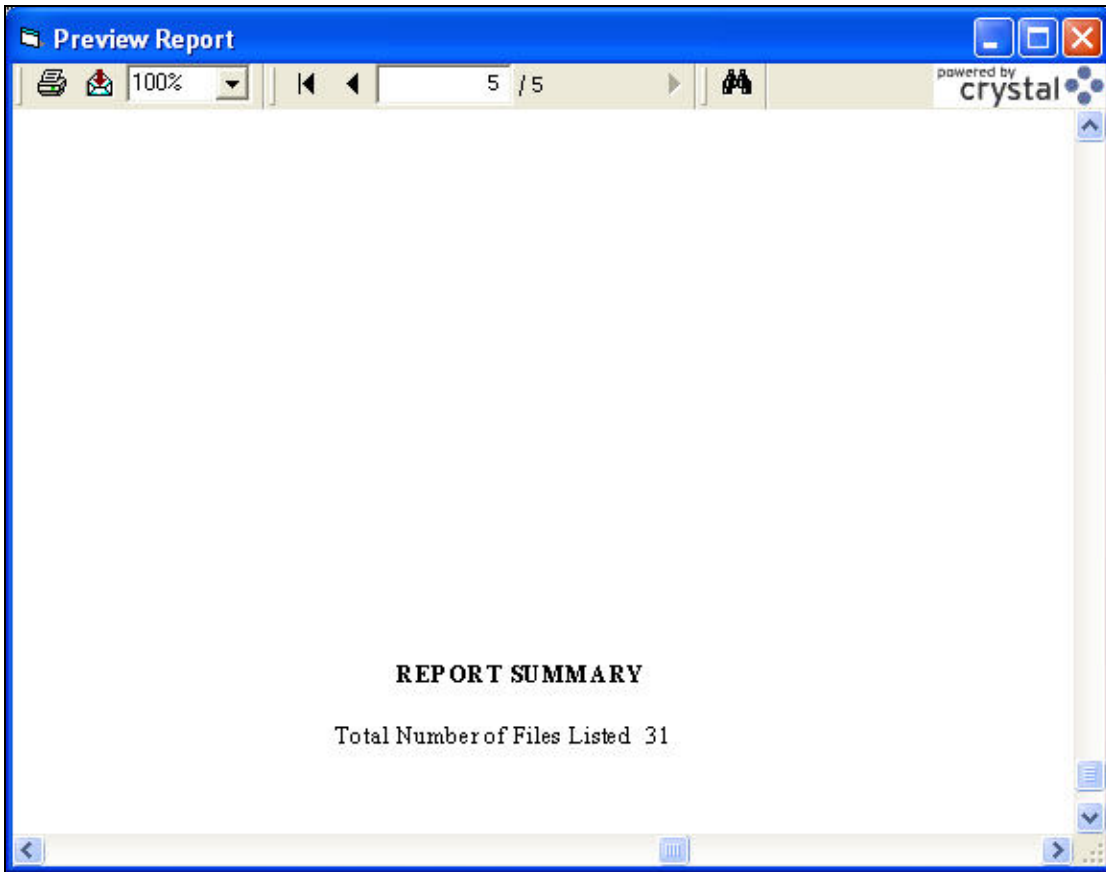 Preview Report
100%
5 / 5
powered by
crystal
REPORT SUMMARY
Total Number of Files Listed 31